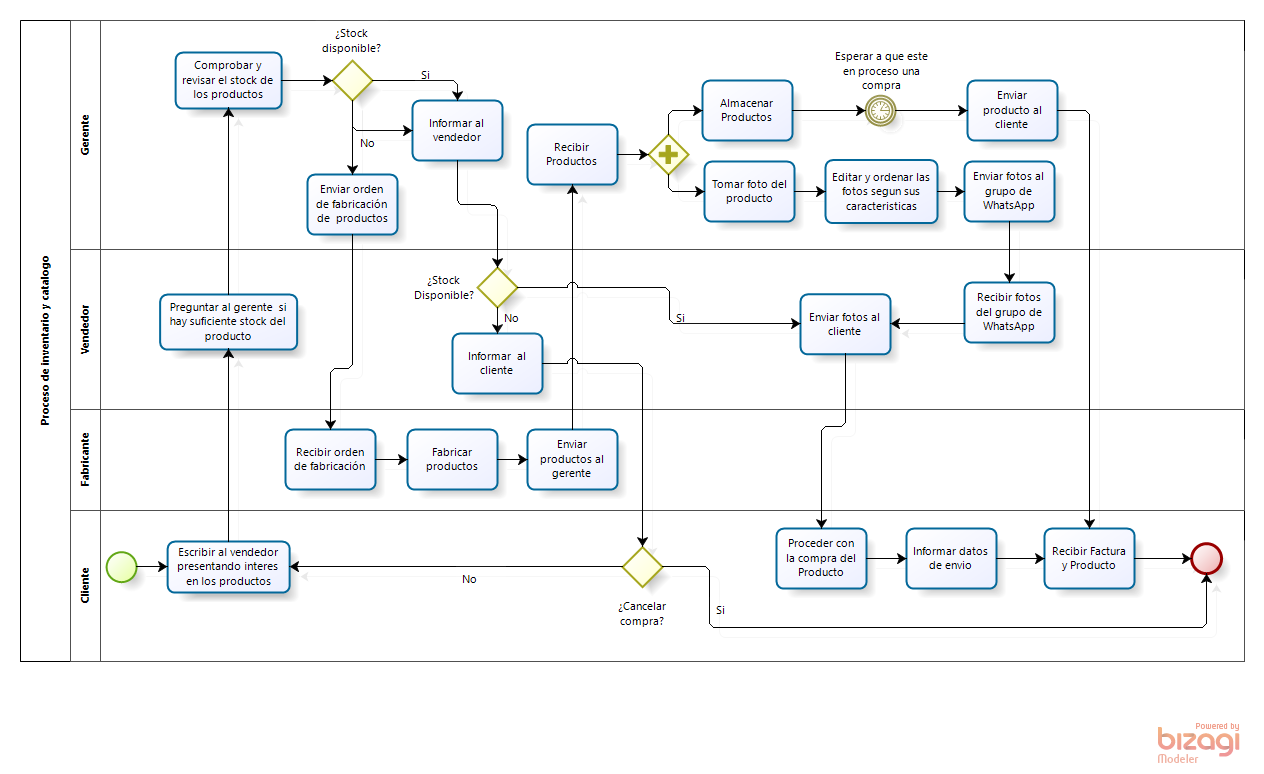 Proceso de inventario y catalogo
Gerente
Comprobar y
revisar el stock de
los productos
¿Stock
disponible?
Si
No
Informar al
vendedor
Enviar orden
de fabricación
de productos
Recibir
Productos
Almacenar
Productos
Esperar a que este
en proceso una
compra
Enviar
producto al
cliente
Tomar foto del
producto
Editar y ordenar las
fotos segun sus
caracteristicas
Enviar fotos al
grupo de
WhatsApp
Vendedor
Preguntar al gerente si
hay suficiente stock del
producto
¿Stock
Disponible?
No
Si
Informar al
cliente
Enviar fotos al
cliente
Recibir fotos
del grupo de
WhatsApp
Fabricante
Recibir orden
de fabricación
Fabricar
productos
Enviar
productos al
gerente
Cliente
Escribir al vendedor
presentando interes
en los productos
No
¿Cancelar
compra?
Si
Proceder con
la compra del
Producto
Informar datos
de envio
Recibir Factura
y Producto
Powered by
bizagi
Modeler